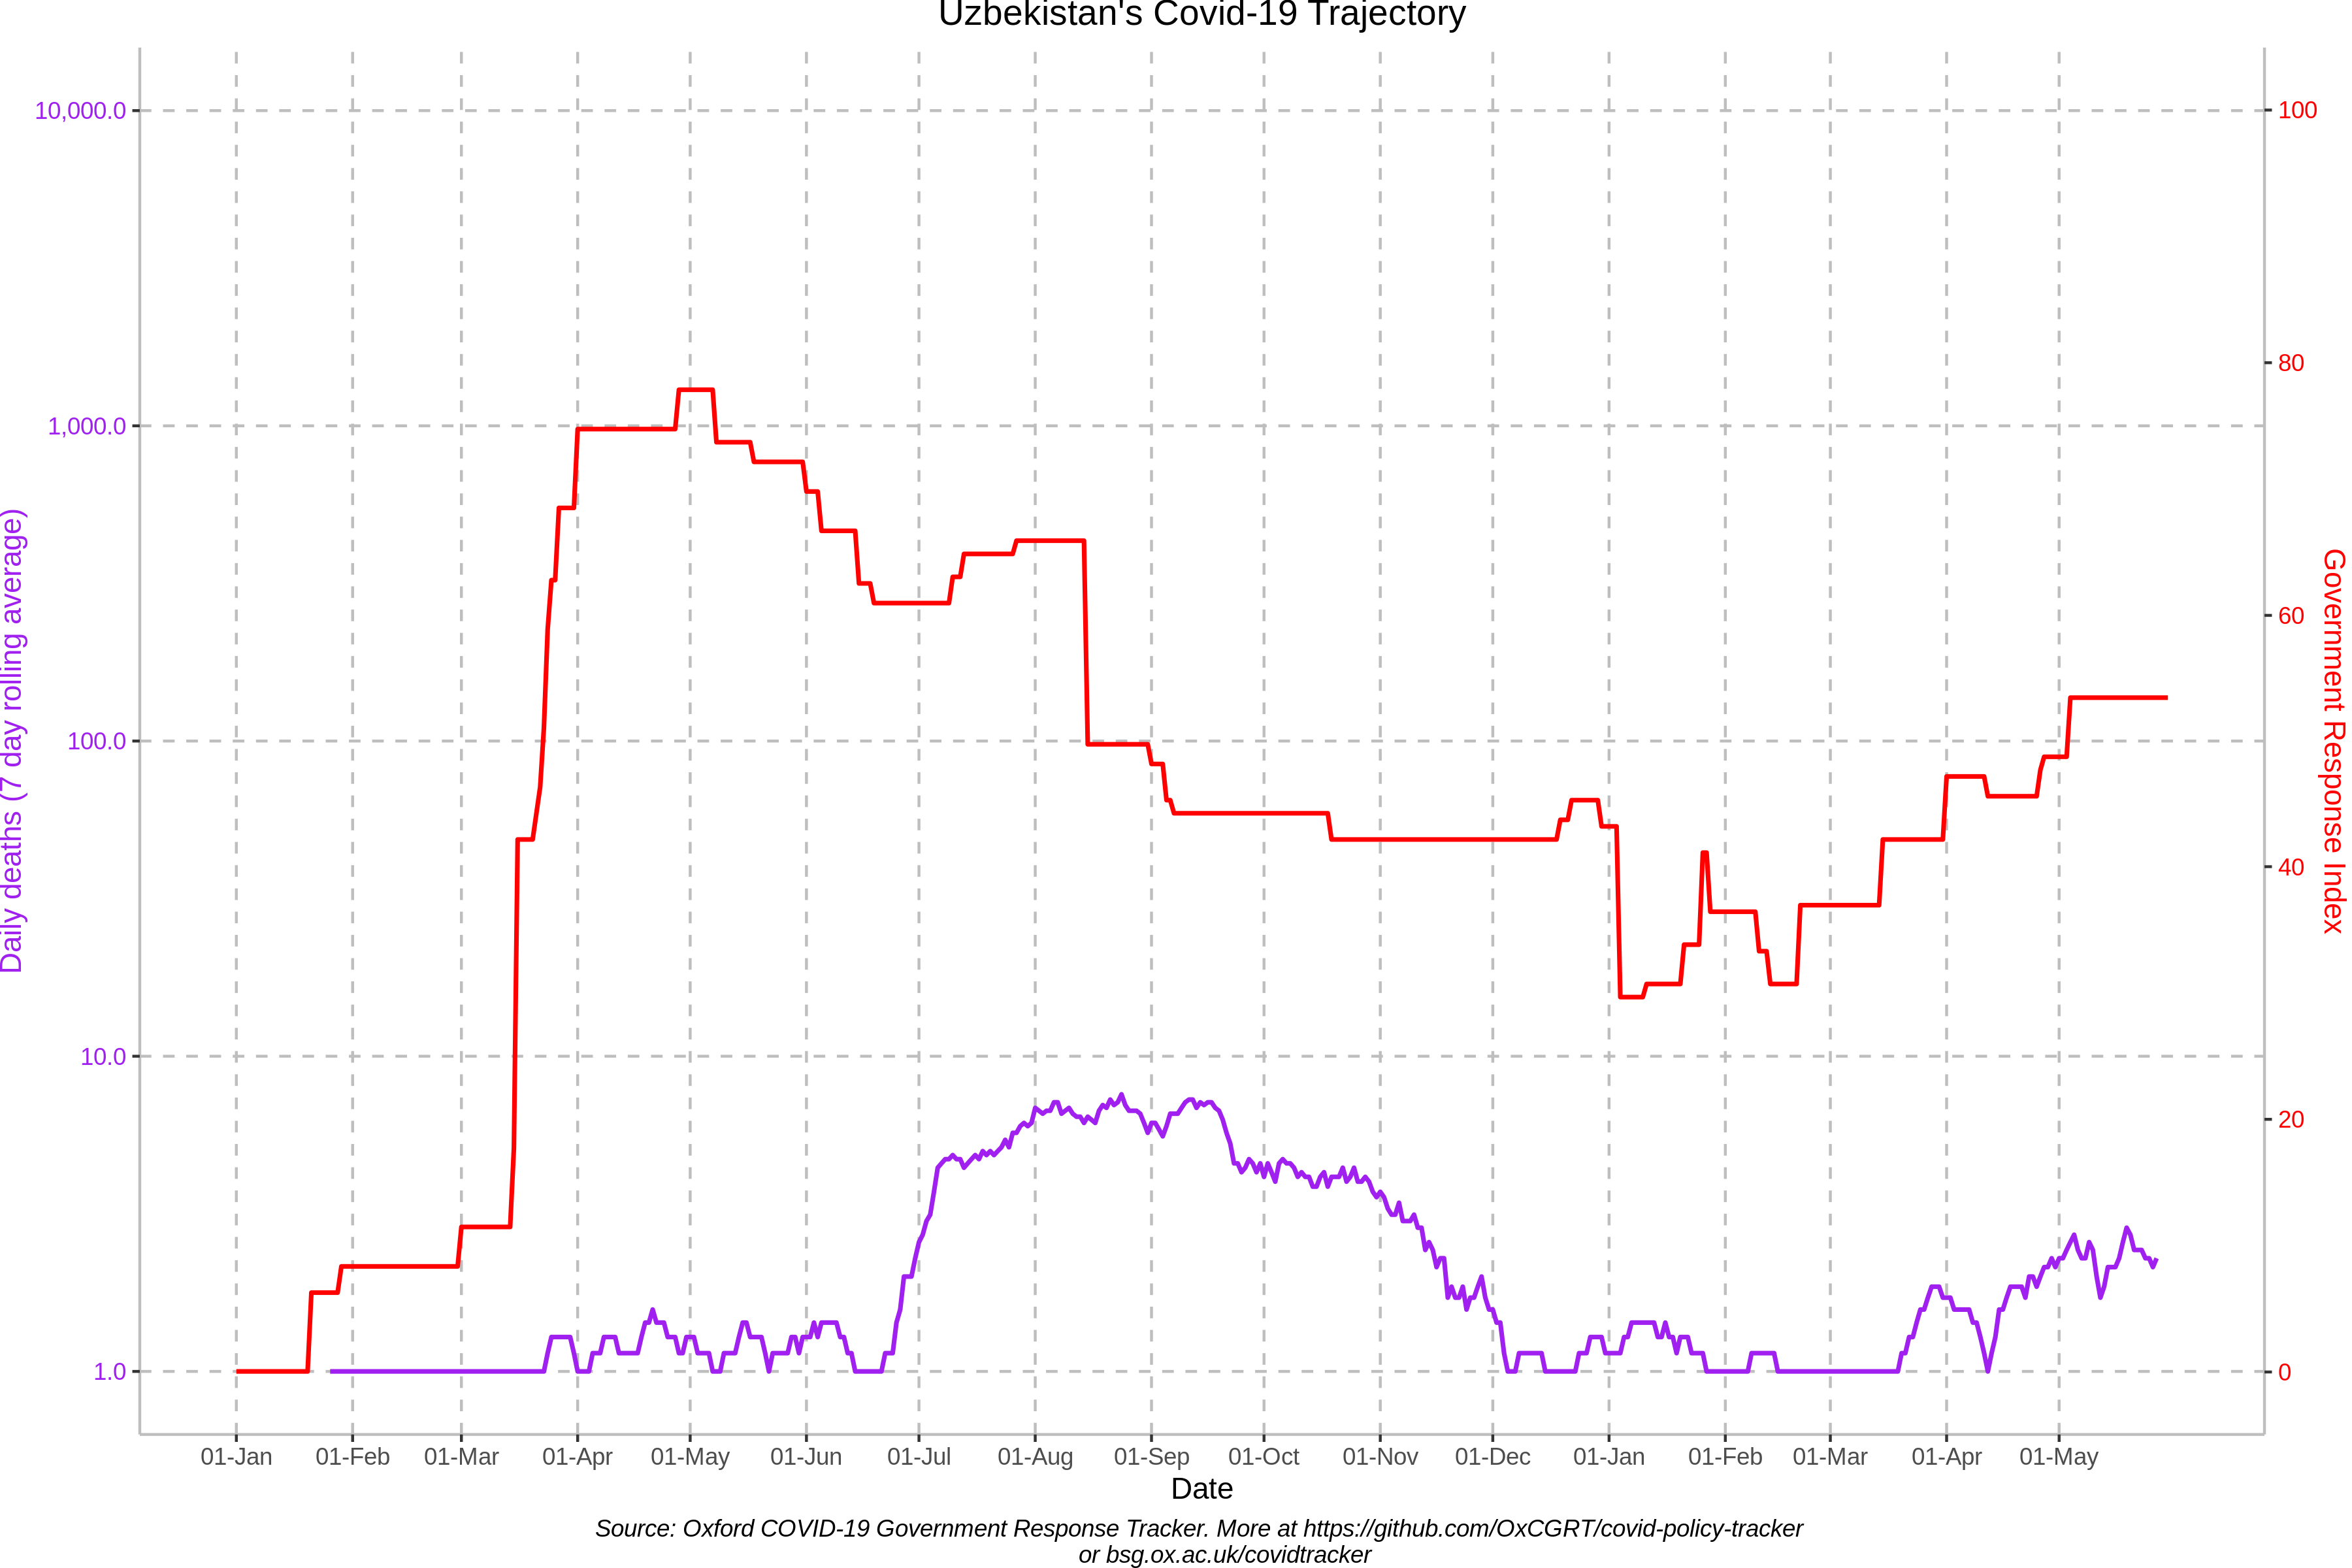 Uzbekistan's Covid-19 Trajectory
10,000.0
1,000.0
100.0
10.0
1.0
Daily deaths (7 day rolling average)
100
80
60
40
20
0
Government Response Index
01-Jan 01-Feb 01-Mar 01-Apr 01-May 01-Jun 01-Jul 01-Aug 01-Sep 01-Oct 01-Nov 01-Dec 01-Jan 01-Feb 01-Mar 01-Apr 01-May
Date
Source: Oxford COVID-19 Government Response Tracker. More at https://github.com/OxCGRT/covid-policy-tracker
or bsg.ox.ac.uk/covidtracker